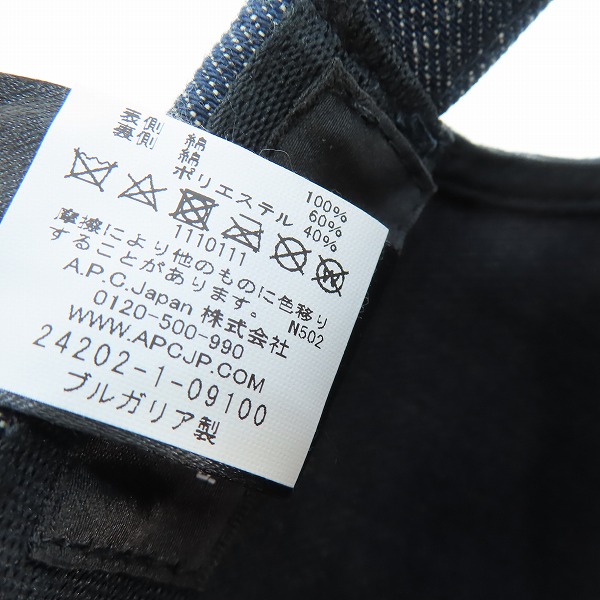 表側 綿 100%
裏側 綿 60%
ポリエステル 40%
1110111
摩擦により他のものに色移り
することがあります。 N502
A.P.C.Japan 株式会社
0120-500-990
WWW.APCJP.COM
24202-1-09100
ブルガリア製